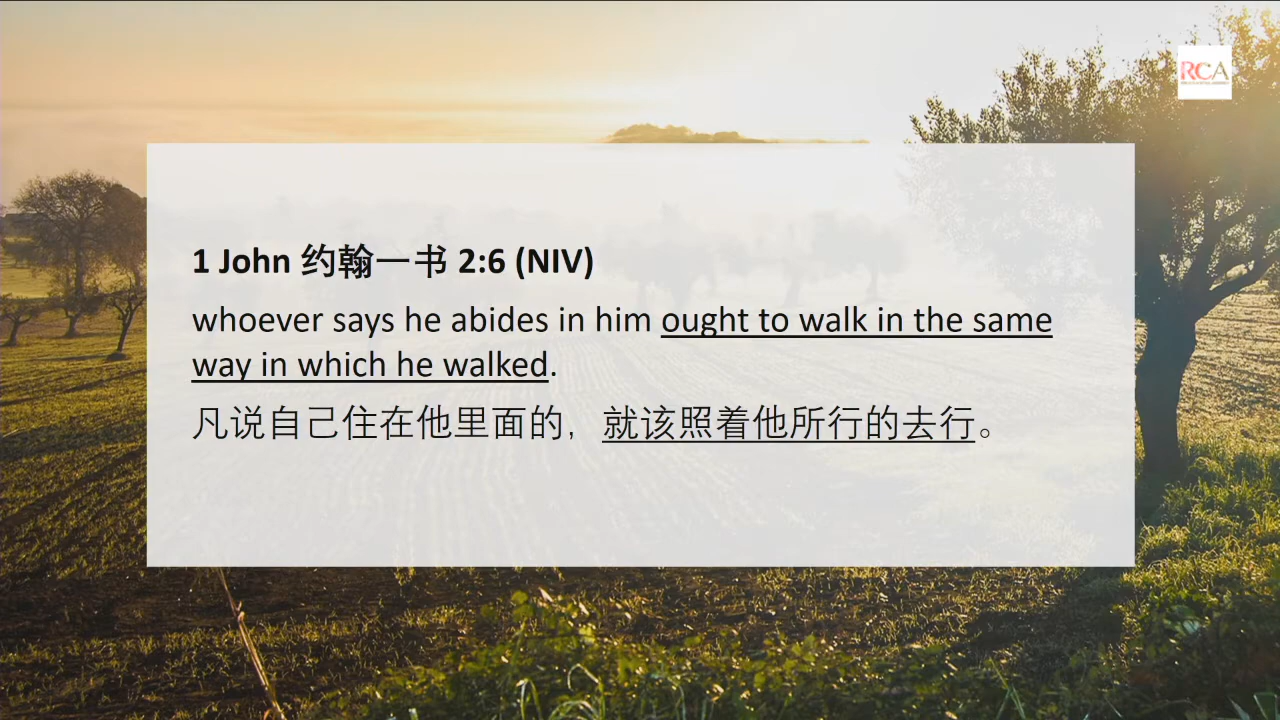 RCA
1 John 约翰一书 2:6 (NIV)
whoever says he abides in him ought to walk in the same
way in which he walked.
凡说自己住在他里面的，就该照着他所行的去行。